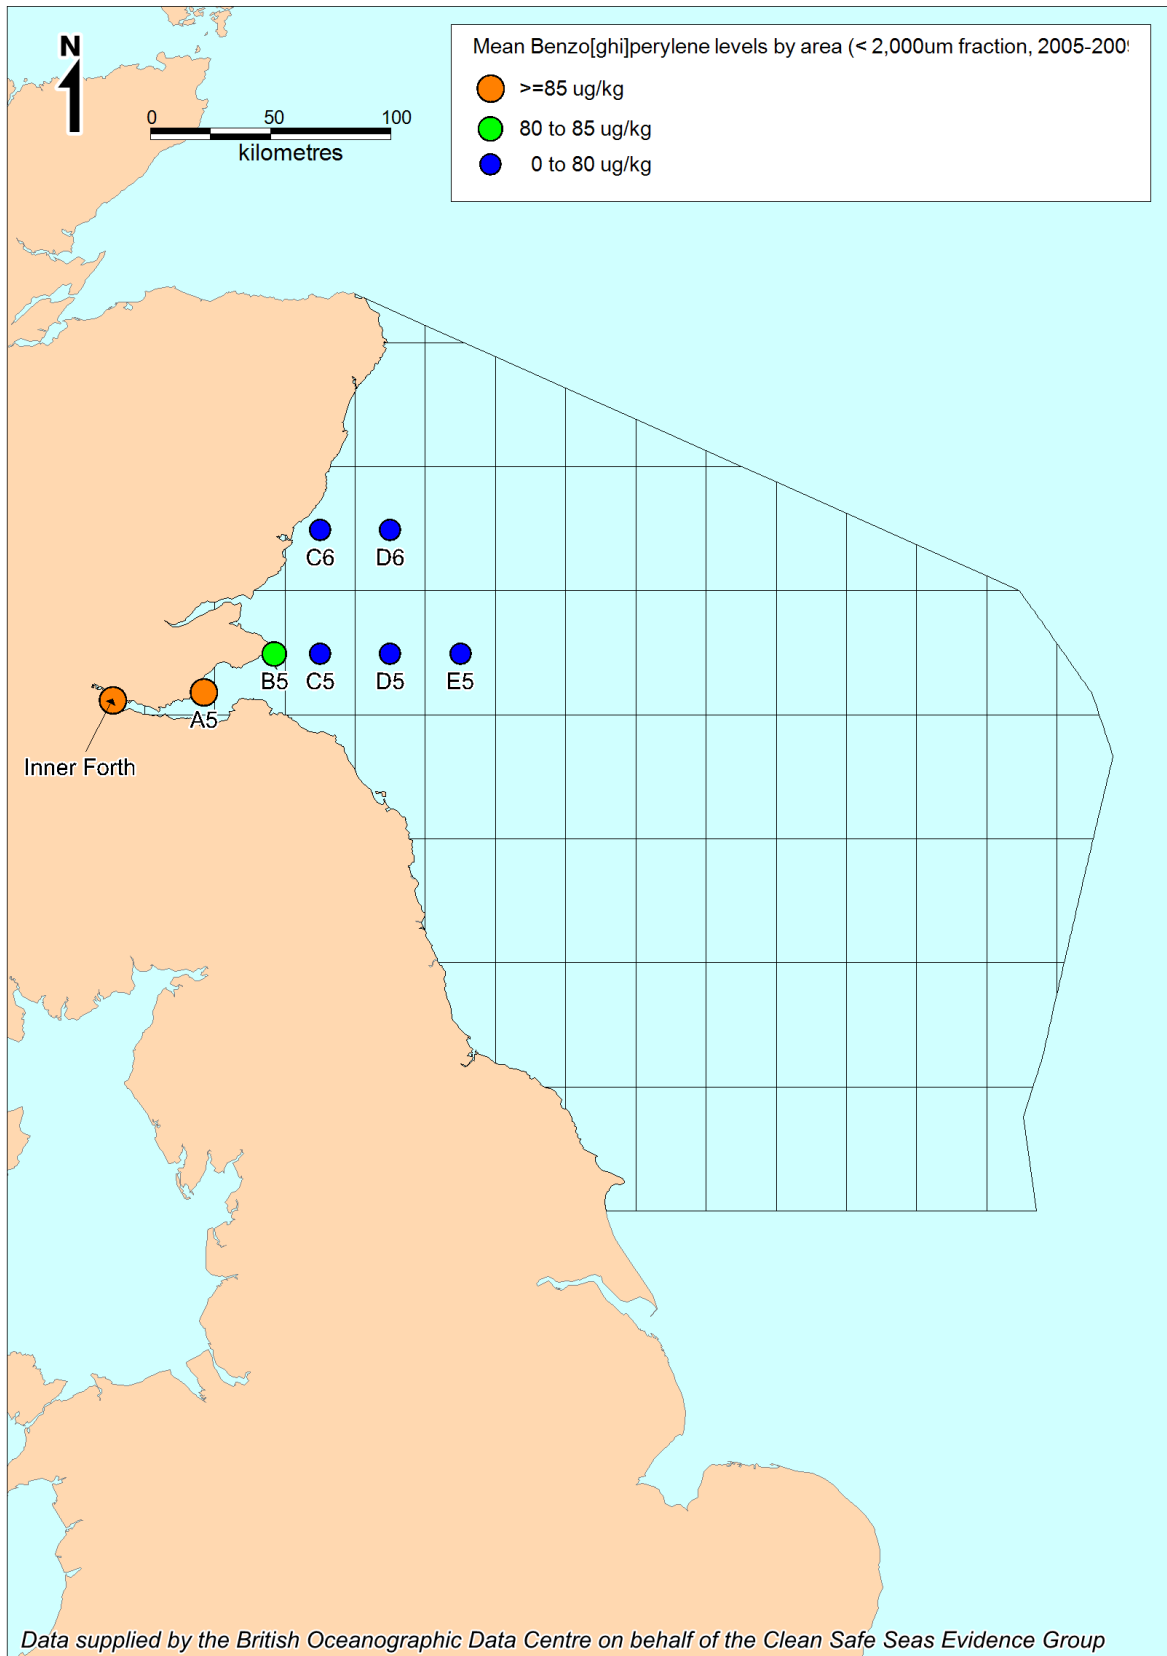 N
Mean Benzo[ghi]perylene levels by area (< 2,000um fraction, 2005-200
>=85 ug/kg
80 to 85 ug/kg
0 to 80 ug/kg
0 50 100
kilometres
C6 D6
B5 C5 D5 E5
A5
Inner Forth
Data supplied by the British Oceanographic Data Centre on behalf of the Clean Safe Seas Evidence Group